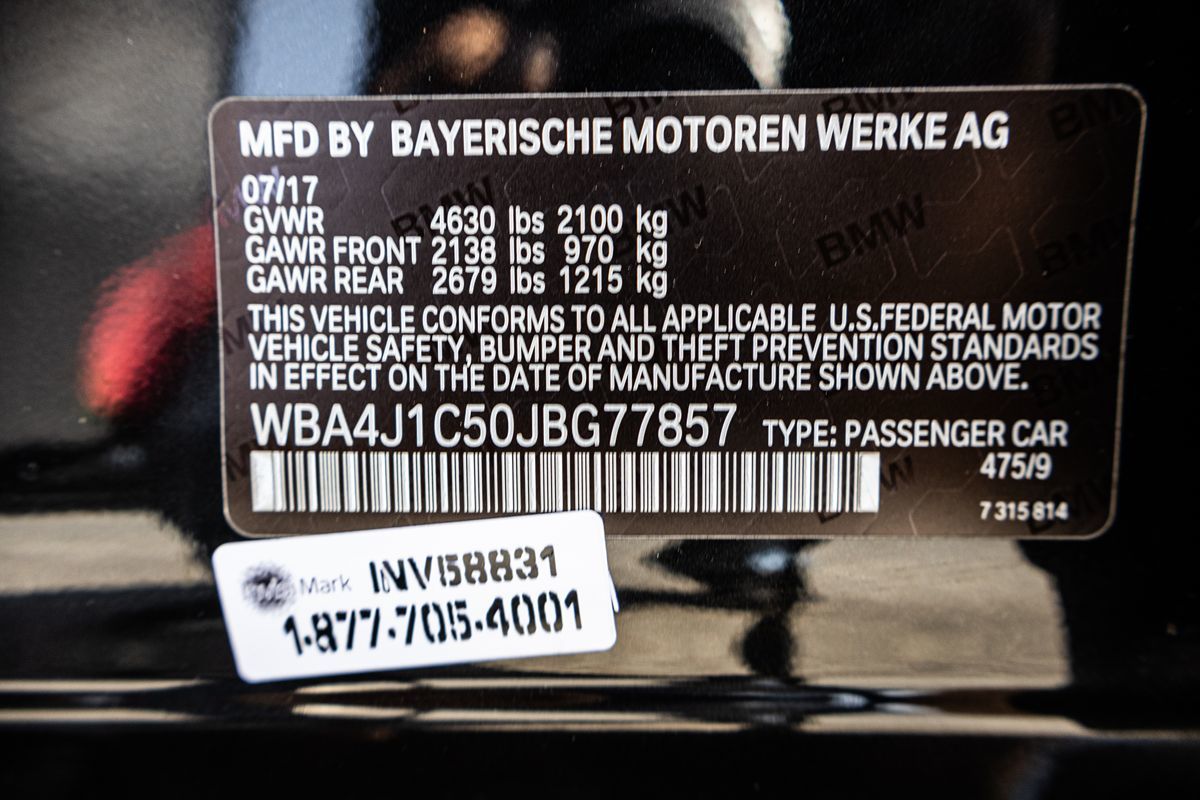 MFD BY BAYERISCHE MOTOREN WERKE AG
07/17
GVWR 4630 lbs 2100 kg
GAWR FRONT 2138 lbs 970 kg
GAWR REAR 2679 lbs 1215 kg
THIS VEHICLE CONFORMS TO ALL APPLICABLE U.S.FEDERAL MOTOR
VEHICLE SAFETY, BUMPER AND THEFT PREVENTION STANDARDS
IN EFFECT ON THE DATE OF MANUFACTURE SHOWN ABOVE.
WBA4J1C50JBG77857 TYPE: PASSENGER CAR
475/9
7 315 814
Mark INV58831
1-877-705-4001